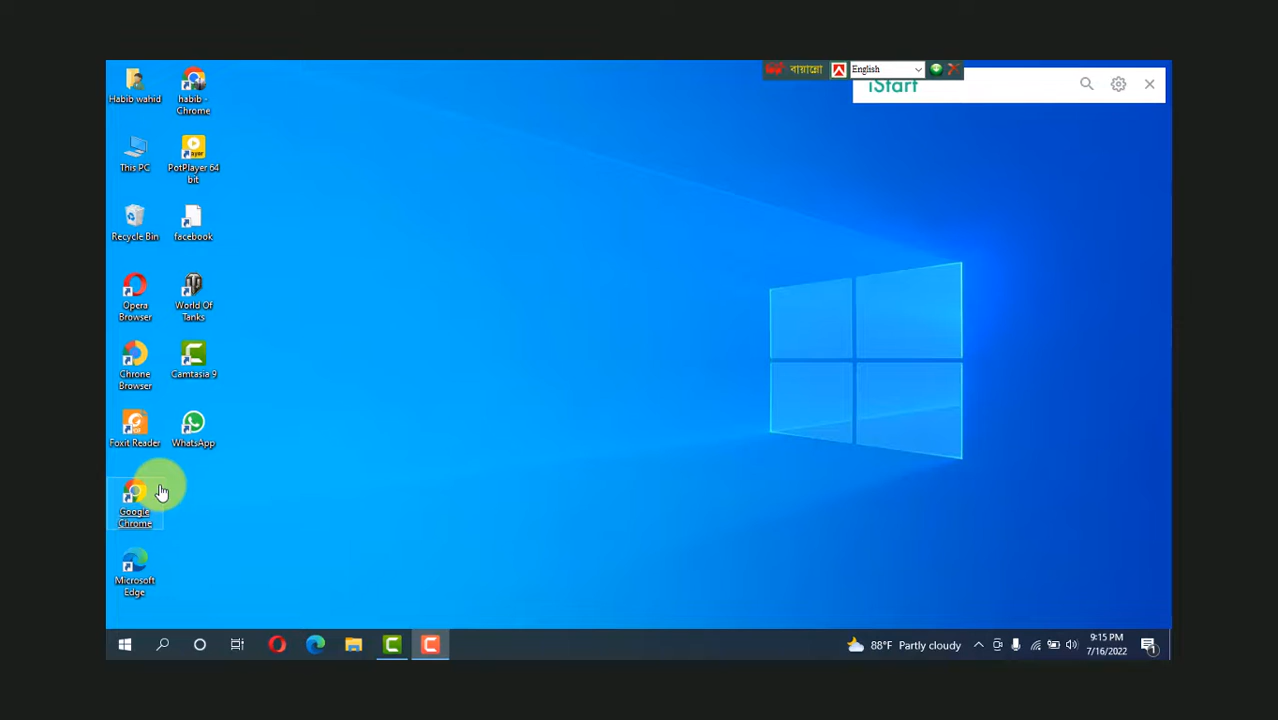 বায়ান্নো
English
iStart
Habib wahid
habib -
Chrome
This PC
PotPlayer 64
bit
Recycle Bin
facebook
Opera
Browser
World Of
Tanks
Chrone
Browser
Camtasia 9
Foxit Reader
WhatsApp
Google
Chrome
Microsoft
Edge
88°F Partly cloudy
9:15 PM
7/16/2022
1